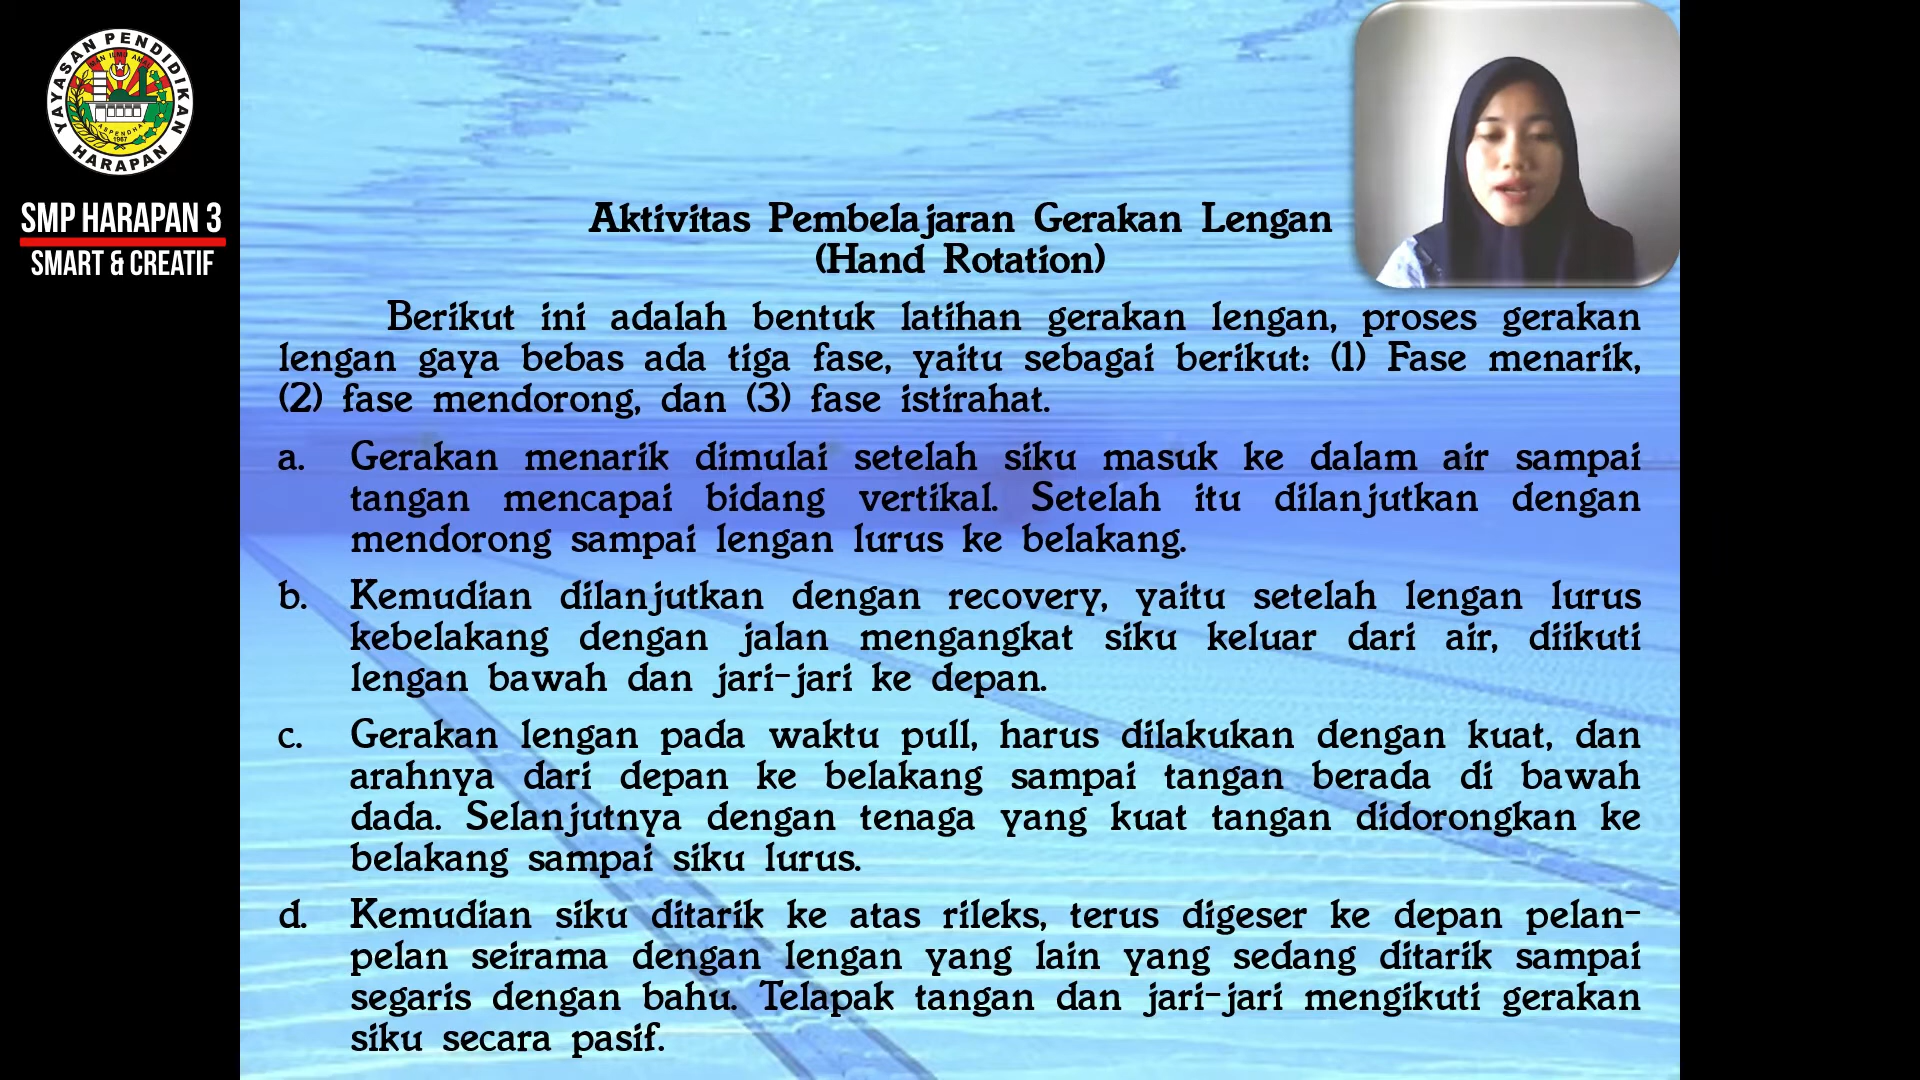 YAYASAN PENDIDIKAN
HARAPAN
1967
SMP HARAPAN 3
SMART & CREATIF
Aktivitas Pembelajaran Gerakan Lengan
(Hand Rotation)
Berikut ini adalah bentuk latihan gerakan lengan, proses gerakan
lengan gaya bebas ada tiga fase, yaitu sebagai berikut: (1) Fase menarik,
(2) fase mendorong, dan (3) fase istirahat.
a. Gerakan menarik dimulai setelah siku masuk ke dalam air sampai
tangan mencapai bidang vertikal. Setelah itu dilanjutkan dengan
mendorong sampai lengan lurus ke belakang.
b. Kemudian dilanjutkan dengan recovery, yaitu setelah lengan lurus
kebelakang dengan jalan mengangkat siku keluar dari air, diikuti
lengan bawah dan jari-jari ke depan.
c. Gerakan lengan pada waktu pull, harus dilakukan dengan kuat, dan
arahnya dari depan ke belakang sampai tangan berada di bawah
dada. Selanjutnya dengan tenaga yang kuat tangan didorongkan ke
belakang sampai siku lurus.
d. Kemudian siku ditarik ke atas rileks, terus digeser ke depan pelan-
pelan seirama dengan lengan yang lain yang sedang ditarik sampai
segaris dengan bahu. Telapak tangan dan jari-jari mengikuti gerakan
siku secara pasif.